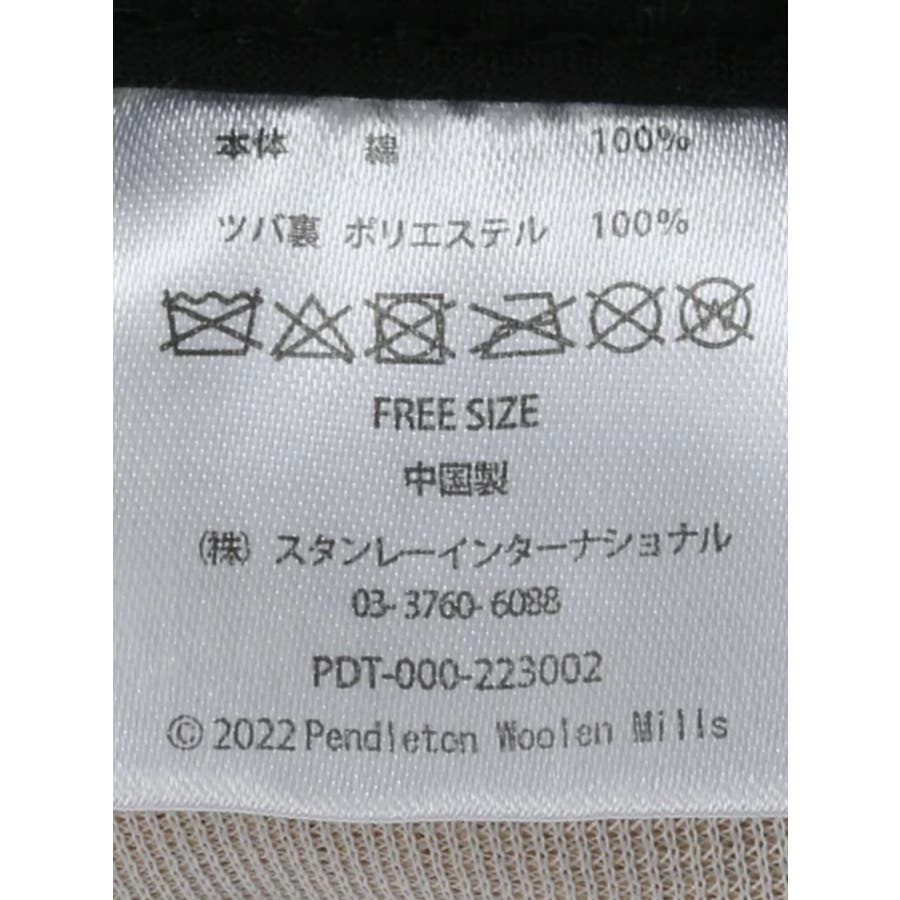 本体 綿 100%
ツバ裏 ポリエステル 100%
FREE SIZE
中国製
(株) スタンレーインターナショナル
03-3760-6088
PDT-000-223002
© 2022 Pendleton Woolen Mills